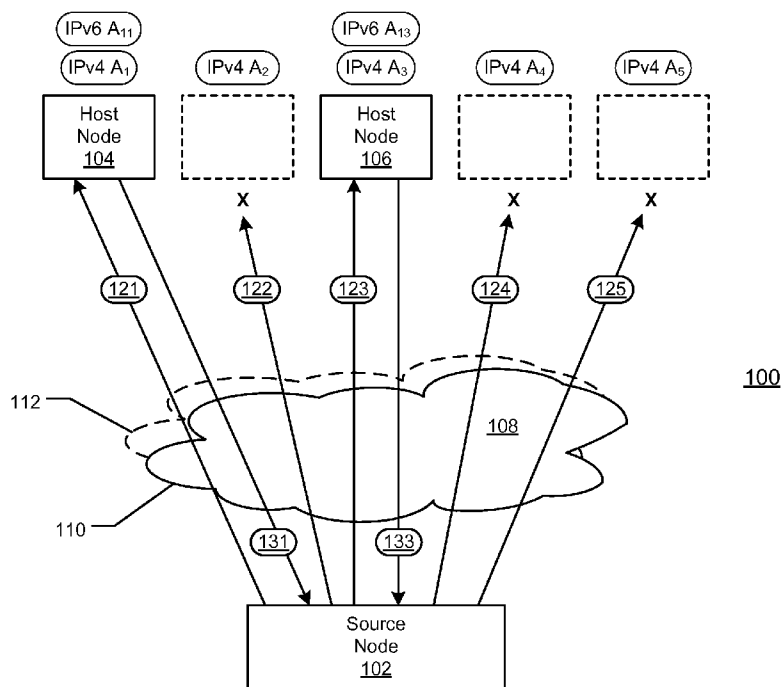 IPv6 A11
IPv6 A13
IPv4 A1
IPv4 A2
IPv4 A3
IPv4 A4
IPv4 A5
Host
Node
104
Host
Node
106
X
X
X
121
122
123
124
125
100
112
108
110
131
133
Source
Node
102